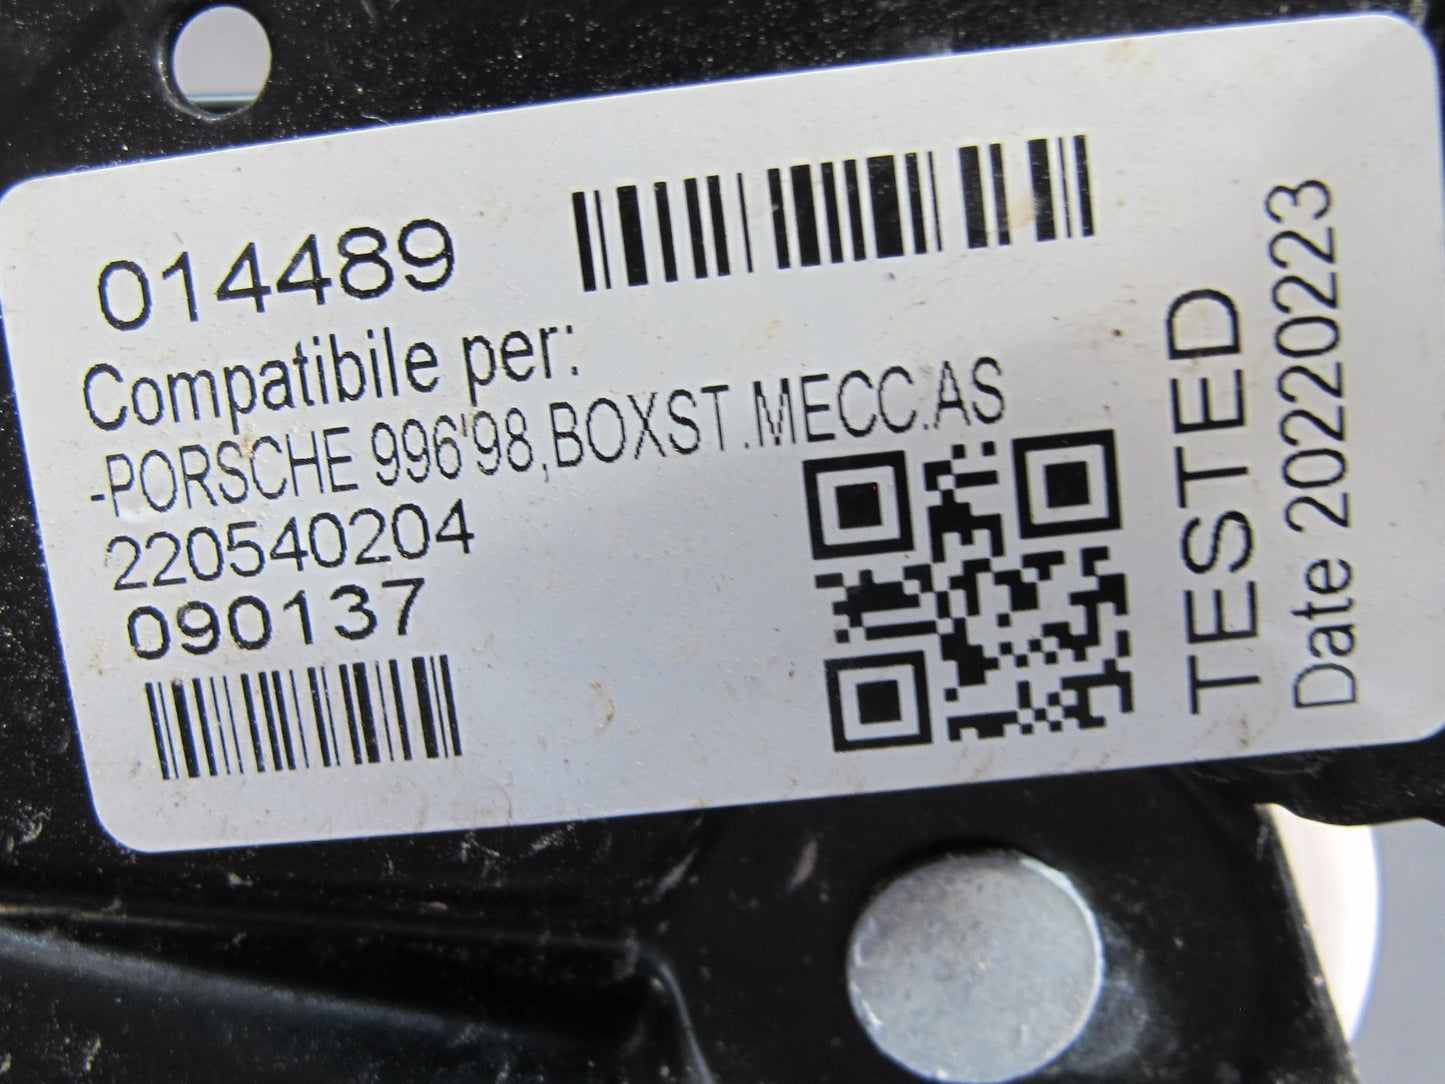 014489
Compatibile per:
-PORSCHE 996'98,BOXST.MECC.AS
220540204
090137
TESTED
Date 20220223